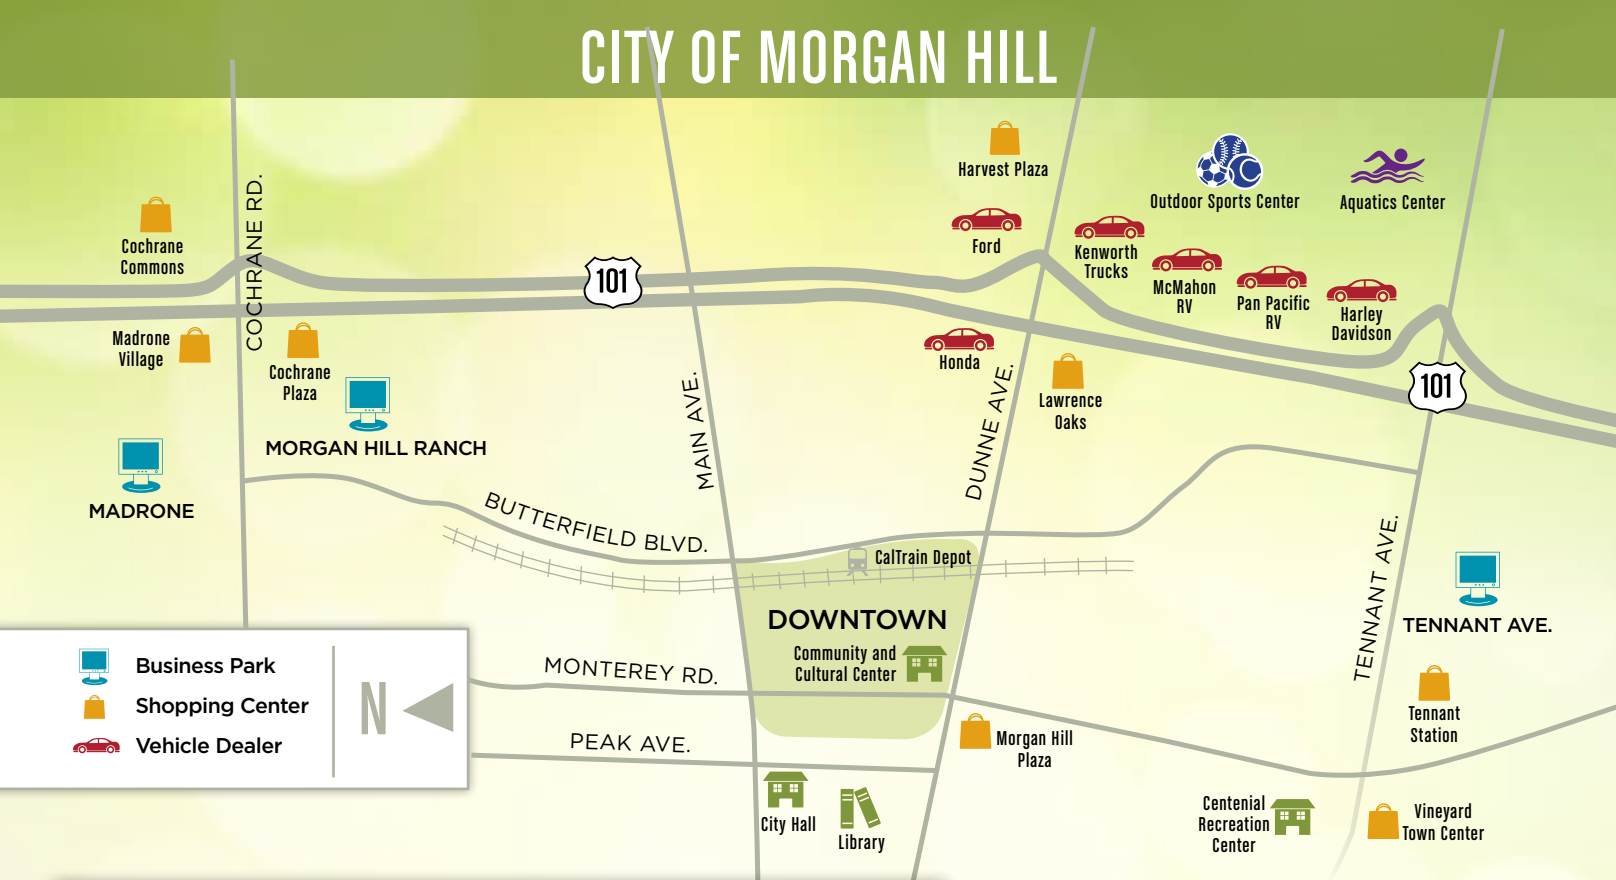 CITY OF MORGAN HILL
Harvest Plaza
Outdoor Sports Center
Aquatics Center
Cochrane
Commons
COCHRANE RD.
Ford
Kenworth
Trucks
McMahon
RV
Pan Pacific
RV
Harley
Davidson
101
Madrone
Village
Cochrane
Plaza
Honda
Lawrence
Oaks
101
MORGAN HILL RANCH
MADRONE
MAIN AVE.
DUNNE AVE.
BUTTERFIELD BLVD.
CalTrain Depot
TENNANT AVE.
TENNANT AVE.
DOWNTOWN
Community and
Cultural Center
MONTEREY RD.
PEAK AVE.
Morgan Hill
Plaza
Tennant
Station
City Hall
Library
Centenial
Recreation
Center
Vineyard
Town Center
Business Park
Shopping Center
Vehicle Dealer
N